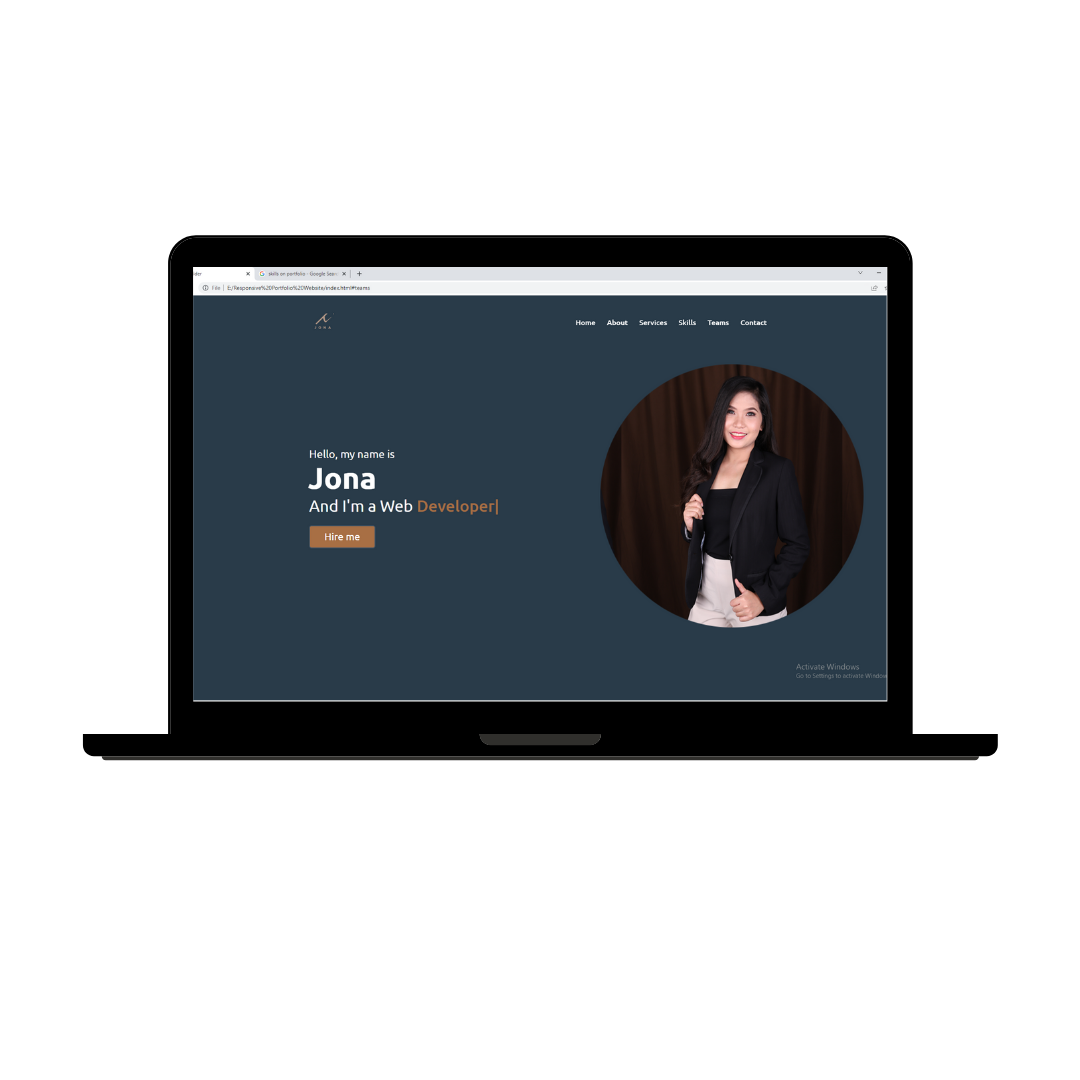 skills on portfolio - Google Sear
File | E:/Responsive%20Portfolio%20Website/index.html#teams
JONA
Home About Services Skills Teams Contact
Hello, my name is
Jona
And I'm a Web Developer|
Hire me
Activate Windows
Go to Settings to activate Window